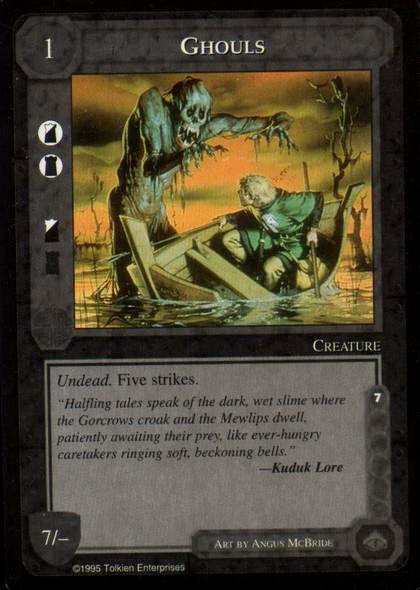 1
GHOULS
CREATURE
Undead. Five strikes.
7
"Halfling tales speak of the dark, wet slime where
the Gorcrows croak and the Mewlips dwell,
patiently awaiting their prey, like ever-hungry
caretakers ringing soft, beckoning bells."
—Kuduk Lore
7/–
ART BY ANGUS MCBRIDE
©1995 Tolkien Enterprises